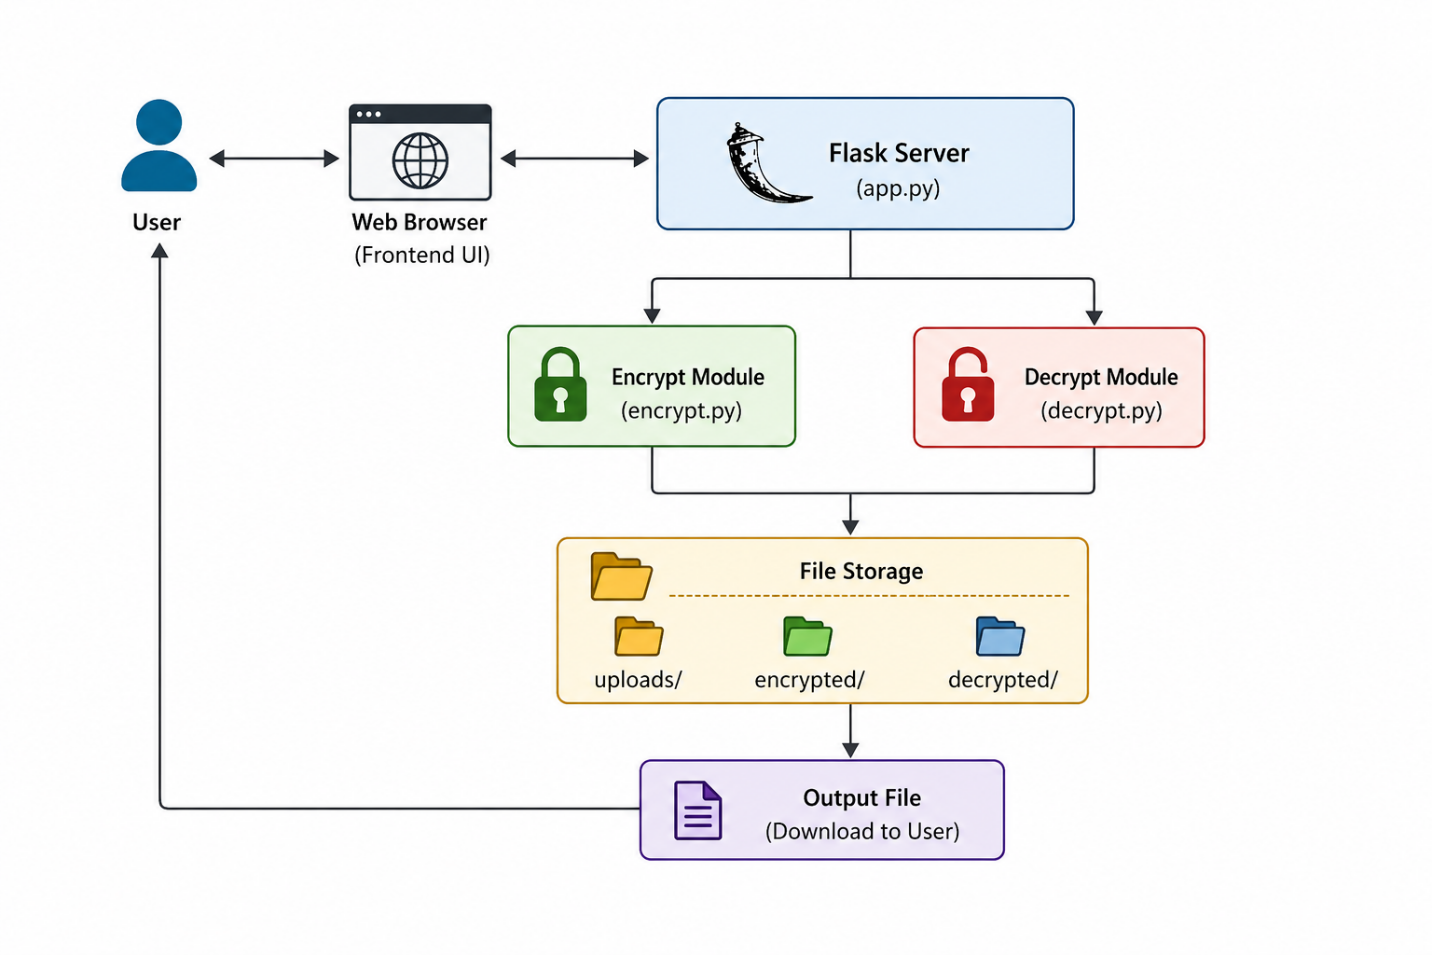 Flask Server
(app.py)
User
Web Browser
(Frontend UI)
Encrypt Module
(encrypt.py)
Decrypt Module
(decrypt.py)
File Storage
uploads/
encrypted/
decrypted/
Output File
(Download to User)